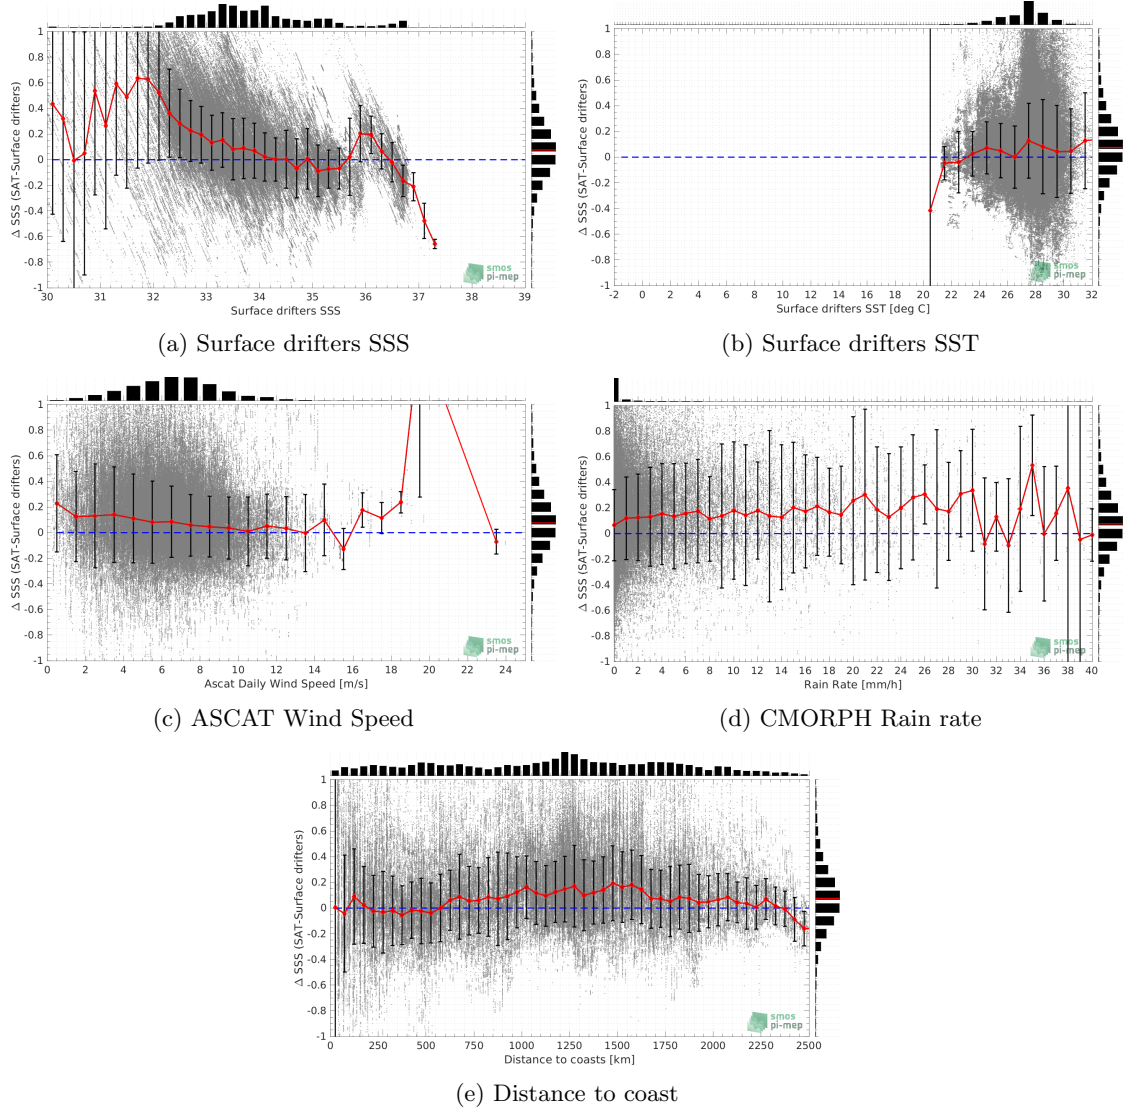 1
0.8
0.6
0.4
0.2
0
-0.2
-0.4
-0.6
-0.8
-1
Δ SSS (SAT-Surface drifters)
smos
pi-mep
30 31 32 33 34 35 36 37 38 39
Surface drifters SSS
(a) Surface drifters SSS
1
0.8
0.6
0.4
0.2
0
-0.2
-0.4
-0.6
-0.8
-1
Δ SSS (SAT-Surface drifters)
smos
pi-mep
-2 0 2 4 6 8 10 12 14 16 18 20 22 24 26 28 30 32
Surface drifters SST [deg C]
(b) Surface drifters SST
1
0.8
0.6
0.4
0.2
0
-0.2
-0.4
-0.6
-0.8
-1
Δ SSS (SAT-Surface drifters)
smos
pi-mep
0 2 4 6 8 10 12 14 16 18 20 22 24
Ascat Daily Wind Speed [m/s]
(c) ASCAT Wind Speed
1
0.8
0.6
0.4
0.2
0
-0.2
-0.4
-0.6
-0.8
-1
Δ SSS (SAT-Surface drifters)
smos
pi-mep
0 2 4 6 8 10 12 14 16 18 20 22 24 26 28 30 32 34 36 38 40
Rain Rate [mm/h]
(d) CMORPH Rain rate
1
0.8
0.6
0.4
0.2
0
-0.2
-0.4
-0.6
-0.8
-1
Δ SSS (SAT-Surface drifters)
smos
pi-mep
0 250 500 750 1000 1250 1500 1750 2000 2250 2500
Distance to coasts [km]
(e) Distance to coast